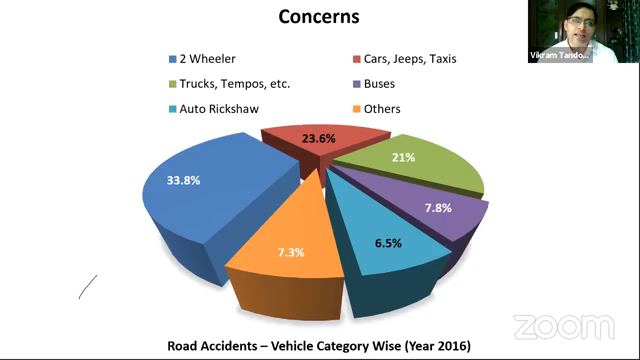 Concerns
2 Wheeler
Cars, Jeeps, Taxis
Trucks, Tempos, etc.
Buses
Auto Rickshaw
Others
23.6%
21%
33.8%
7.8%
6.5%
7.3%
Road Accidents – Vehicle Category Wise (Year 2016)
Vikram Tando...
zoom